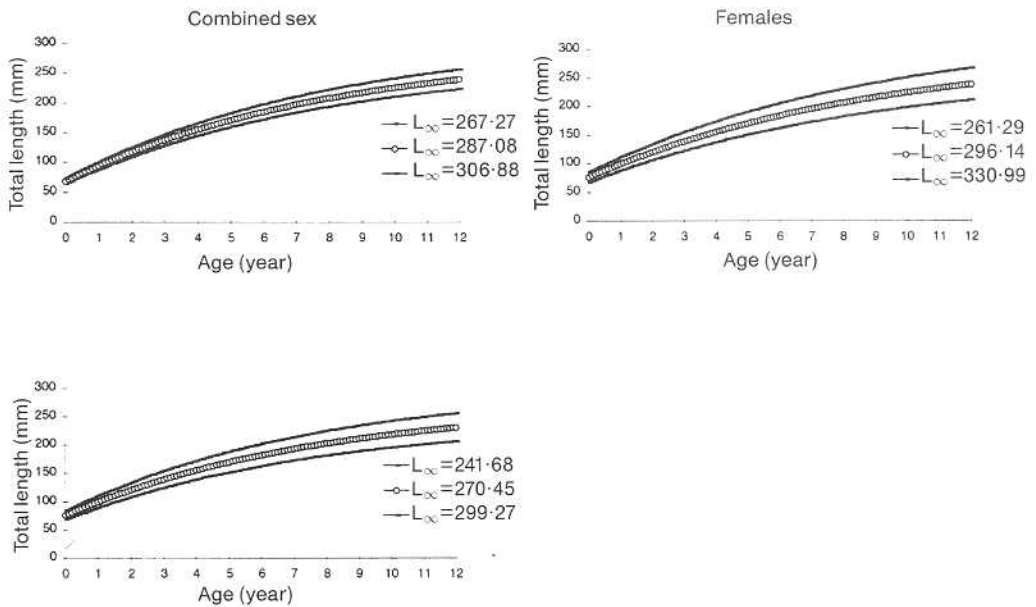 Combined sex
Total length (mm)
300
250
200
150
100
50
0
0 1 2 3 4 5 6 7 8 9 10 11 12
Age (year)
L∞=267·27
L∞=287·08
L∞=306·88
Females
Total length (mm)
300
250
200
150
100
50
0
0 1 2 3 4 5 6 7 8 9 10 11 12
Age (year)
L∞=261·29
L∞=296·14
L∞=330·99
Total length (mm)
300
250
200
150
100
50
0
0 1 2 3 4 5 6 7 8 9 10 11 12
Age (year)
L∞=241·68
L∞=270·45
L∞=299·27